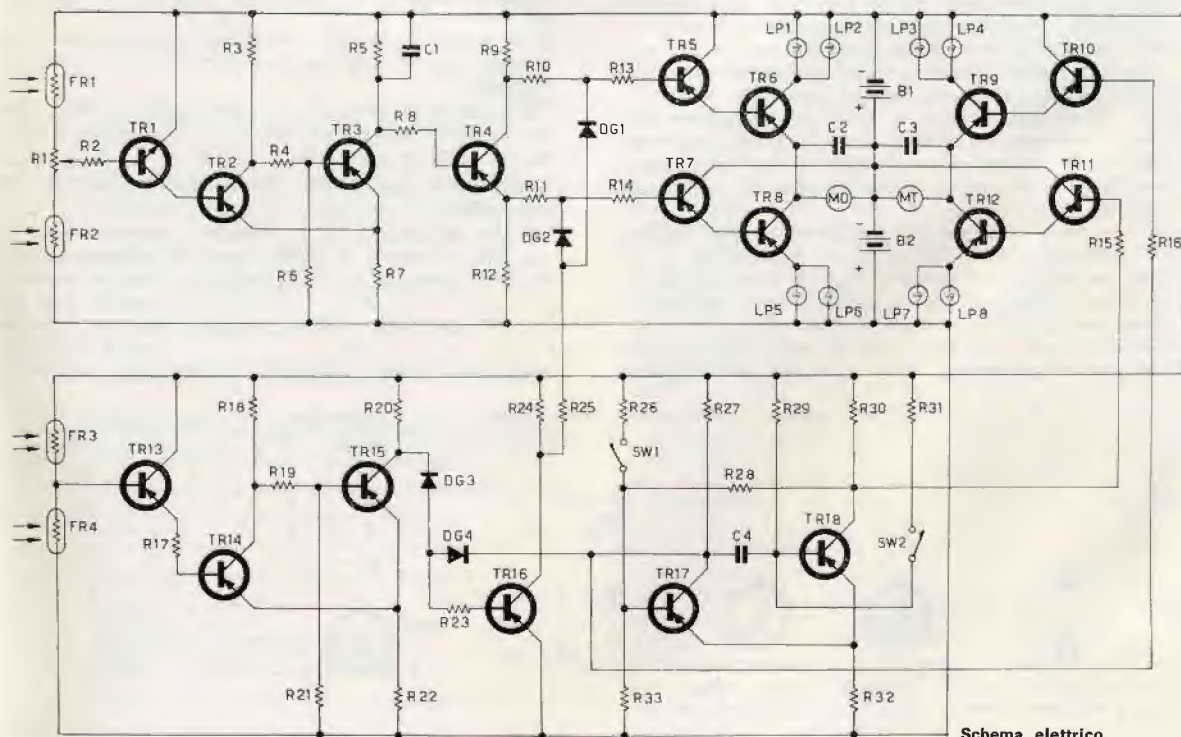 LP1 LP2 LP3 LP4
R3 R5 C1 R9 TR5 TR10
FR1 R10 R13 TR6 TR9
- B1 +
TR1 TR3 R8 TR4 DG1 C2 C3
R1 R2 TR2 R4 TR7 TR11
R11 R14 TR8 MD MT TR12
FR2 DG2 - B2 + R15 R16
R6 R7 R12
LP5 LP6 LP7 LP8
R18 R20 R24 R25 R26 R27 R29 R30 R31
FR3 TR13 TR15 SW1
R19 DG3 R28
FR4 R17 TR14 DG4 TR16 C4 TR18 SW2
R23 TR17
R21 R22 R33 R32
Schema elettrico